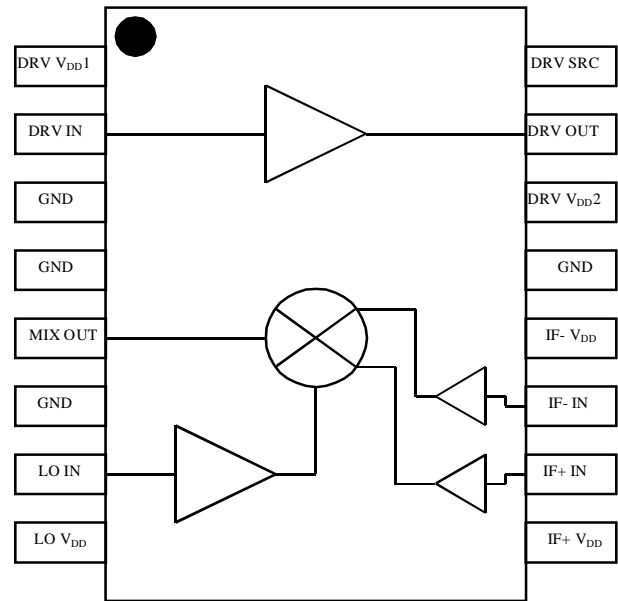 DRV VDD1
DRV IN
GND
GND
MIX OUT
GND
LO IN
LO VDD
DRV SRC
DRV OUT
DRV VDD2
GND
IF- VDD
IF- IN
IF+ IN
IF+ VDD